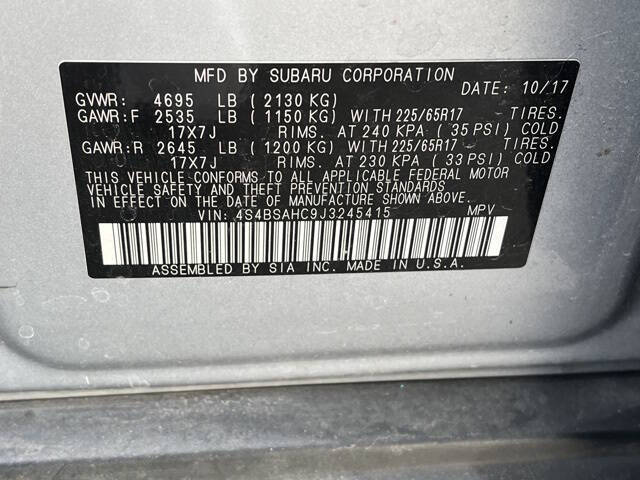 MFD BY SUBARU CORPORATION
DATE: 10/17
GVWR: 4695 LB (2130 KG)
GAWR:F 2535 LB (1150 KG) WITH 225/65R17 TIRES.
17X7J RIMS. AT 240 KPA (35 PSI) COLD
GAWR:R 2645 LB (1200 KG) WITH 225/65R17 TIRES.
17X7J RIMS. AT 230 KPA (33 PSI) COLD
THIS VEHICLE CONFORMS TO ALL APPLICABLE FEDERAL MOTOR
VEHICLE SAFETY AND THEFT PREVENTION STANDARDS
IN EFFECT ON THE DATE OF MANUFACTURE SHOWN ABOVE.
VIN: 4S4BSAHC9J3245415 MPV
ASSEMBLED BY SIA INC. MADE IN U.S.A.